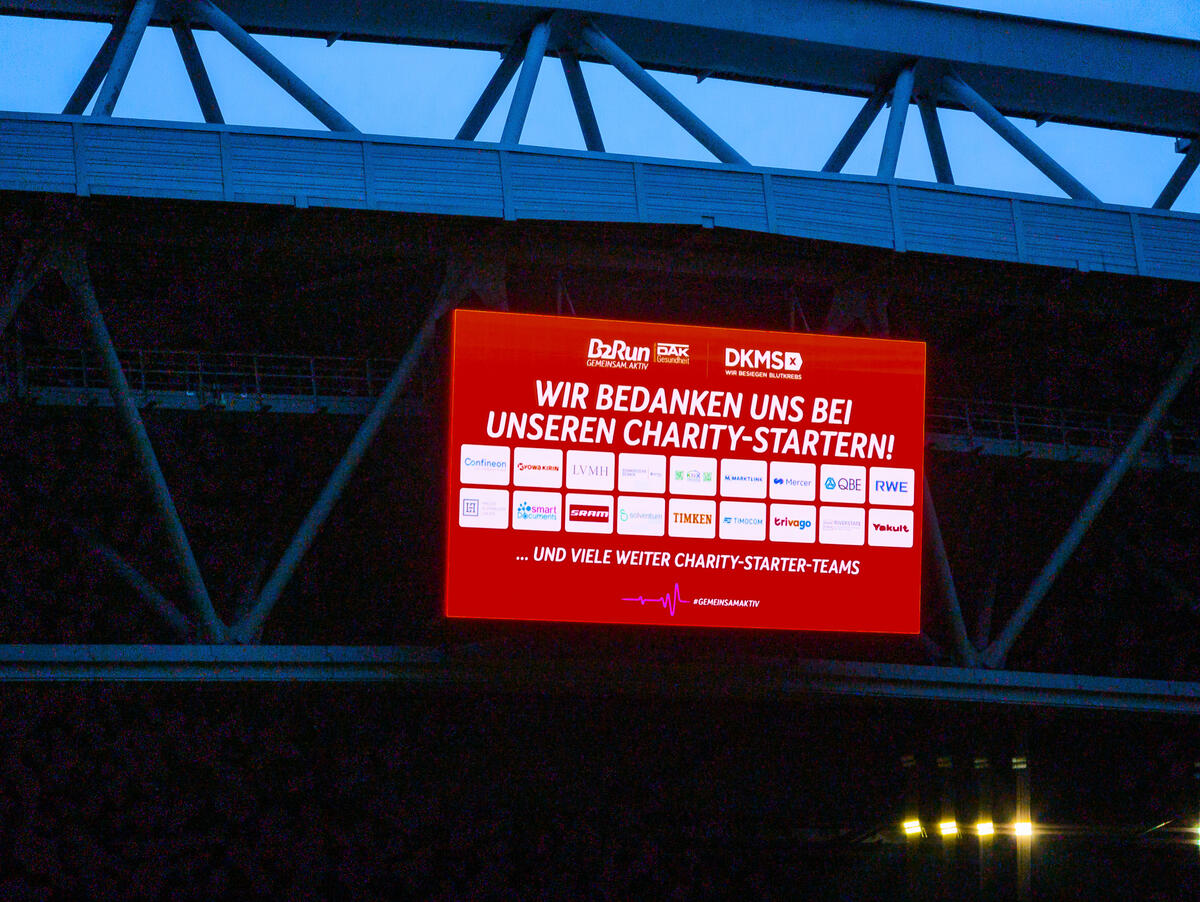 B2Run DAK Gesundheit
GEMEINSAM.AKTIV
DKMS X
WIR BESIEGEN BLUTKREBS
WIR BEDANKEN UNS BEI
UNSEREN CHARITY-STARTERN!
Confineon KYOWA KIRIN LVMH KNX MARKTLINK Mercer QBE RWE
smart Documents SRAM solventum TIMKEN TIMOCOM trivago RIVERSTATE Yakult
... UND VIELE WEITER CHARITY-STARTER-TEAMS
#GEMEINSAMAKTIV